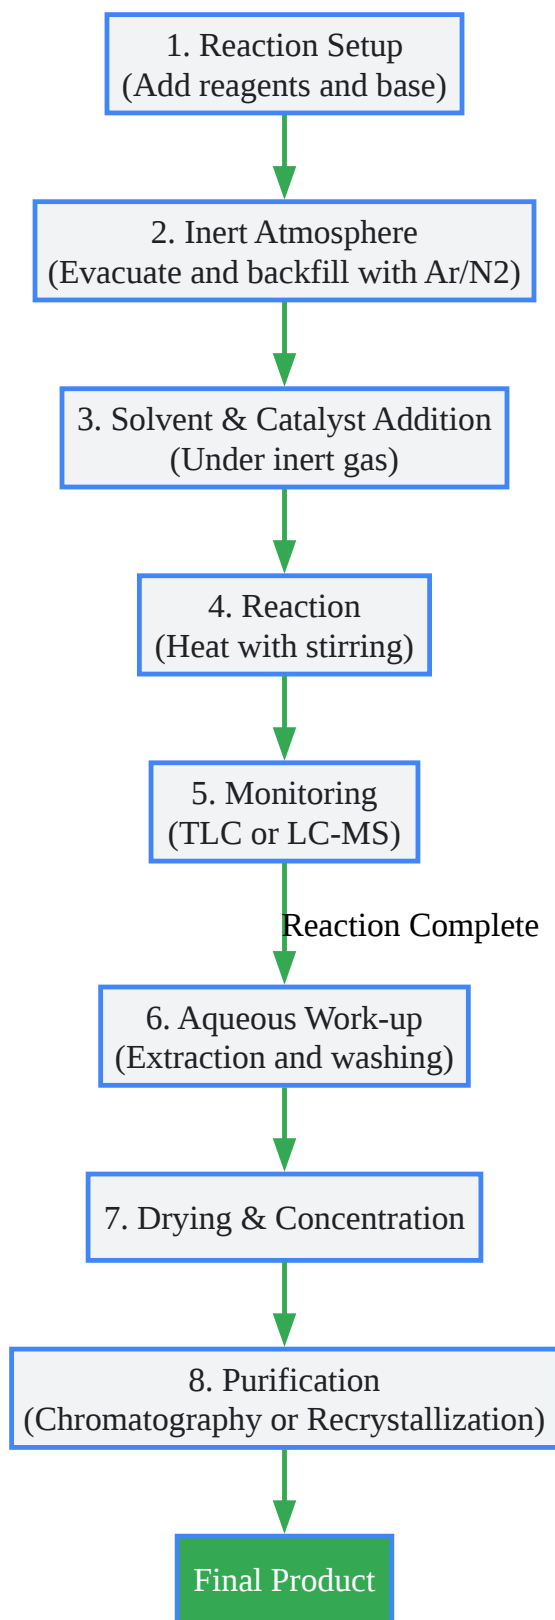 1. Reaction Setup
(Add reagents and base)
2. Inert Atmosphere
(Evacuate and backfill with Ar/N2)
3. Solvent & Catalyst Addition
(Under inert gas)
4. Reaction
(Heat with stirring)
5. Monitoring
(TLC or LC-MS)
Reaction Complete
6. Aqueous Work-up
(Extraction and washing)
7. Drying & Concentration
8. Purification
(Chromatography or Recrystallization)
Final Product